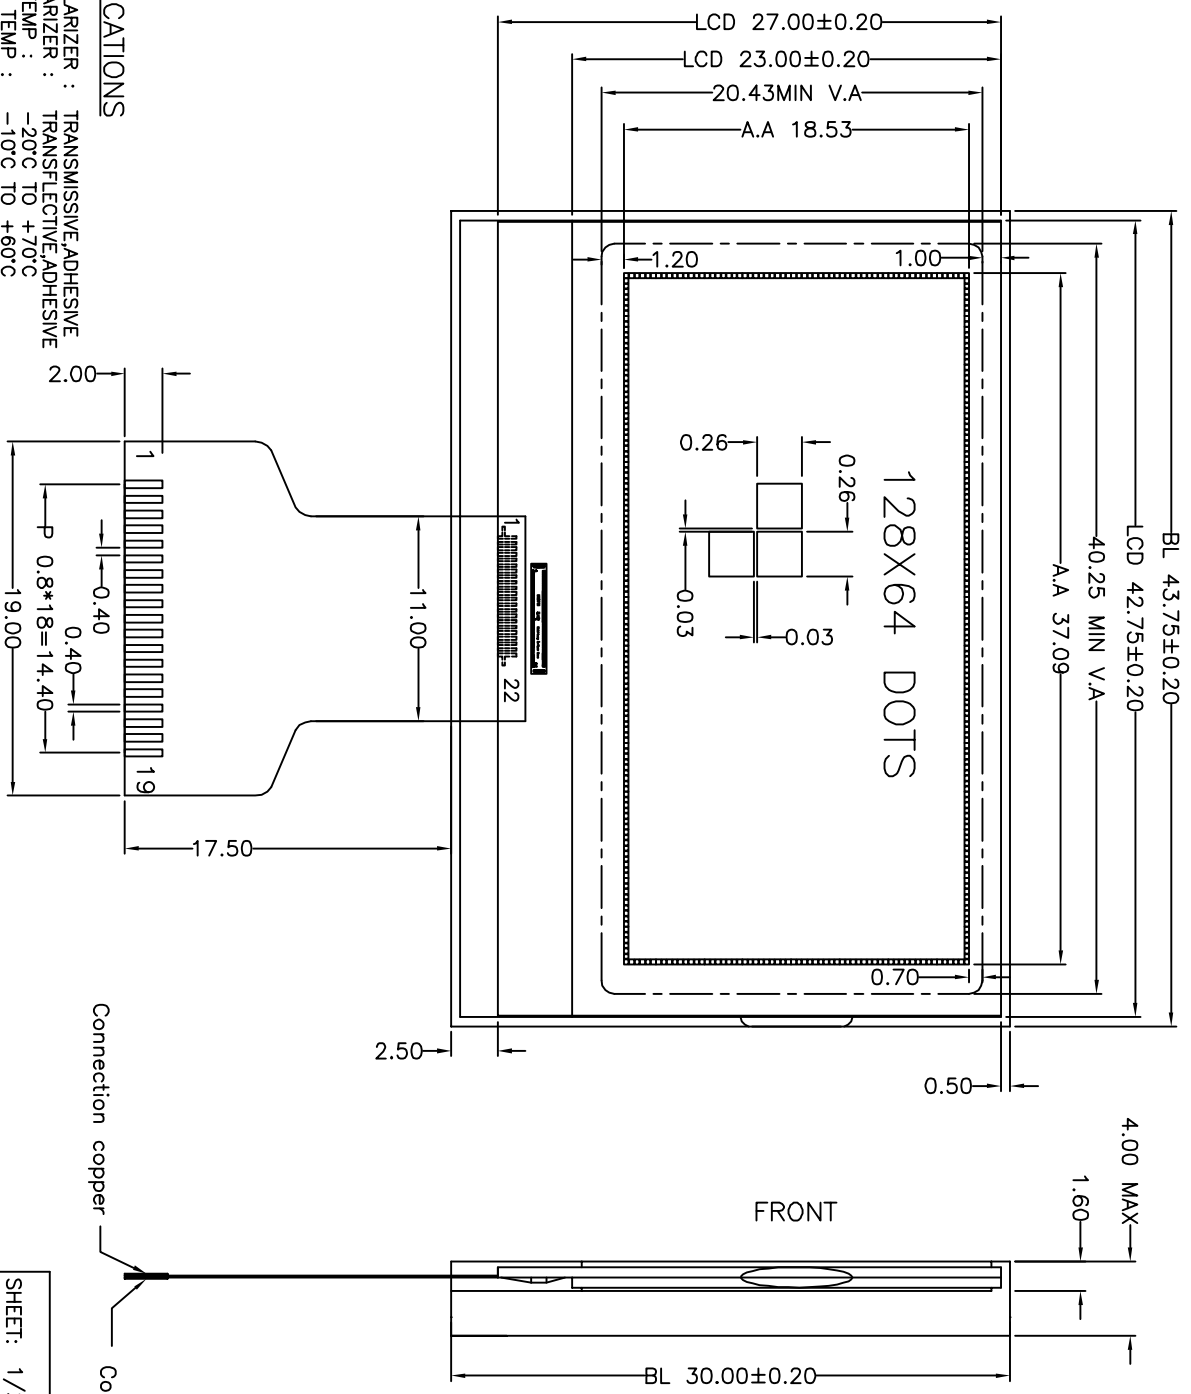 LCD 27.00±0.20
LCD 23.00±0.20
20.43MIN V.A
A.A 18.53
BL 43.75±0.20
LCD 42.75±0.20
40.25 MIN V.A
A.A 37.09
1.20
1.00
0.26
0.26
128X64 DOTS
0.03
0.03
0.70
1
22
11.00
2.00
1
19
0.40
0.40
P 0.8*18=14.40
19.00
17.50
2.50
0.50
4.00 MAX
1.60
FRONT
BL 30.00±0.20
Connection copper
Co
CATIONS
LARIZER : TRANSMISSIVE,ADHESIVE
ARIZER : TRANSFLECTIVE,ADHESIVE
TEMP : -20°C TO +70°C
TEMP : -10°C TO +60°C
SHEET: 1/